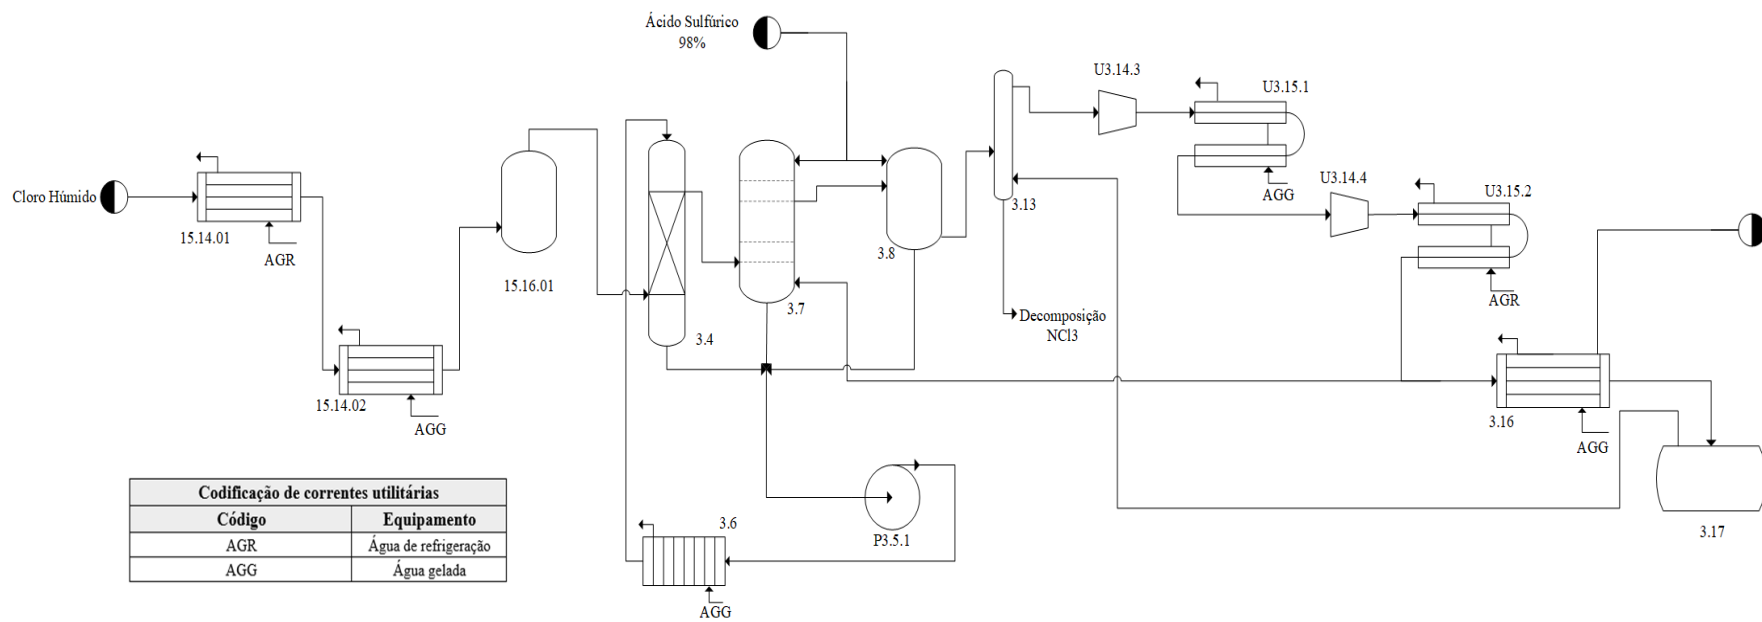 Ácido Sulfúrico
98%
U3.14.3
U3.15.1
Cloro Húmido
15.14.01
AGR
15.16.01
3.4
3.7
3.8
3.13
AGG
U3.14.4
U3.15.2
AGR
Decomposição
NCl3
15.14.02
AGG
3.16
AGG
3.17
P3.5.1
3.6
AGG
Codificação de correntes utilitárias
Código Equipamento
AGR Água de refrigeração
AGG Água gelada